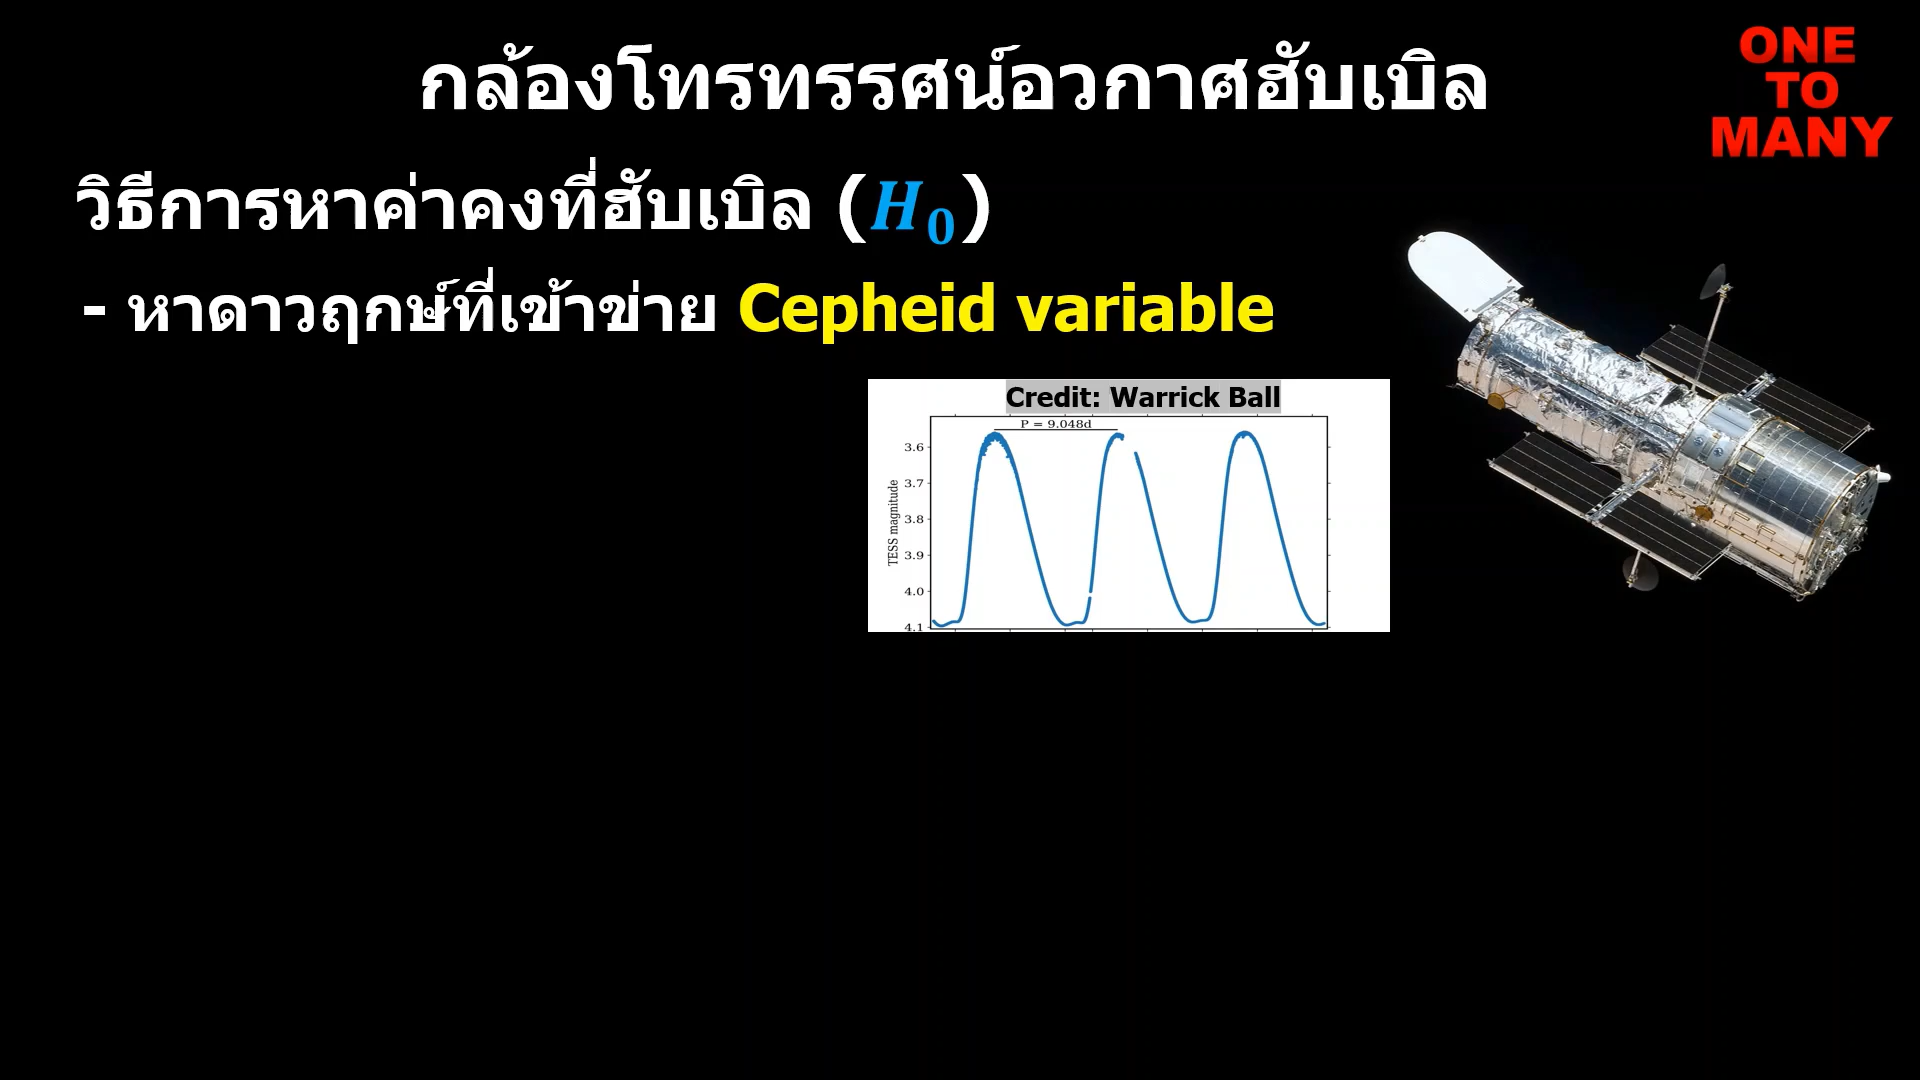 กล้องโทรทรรศน์อวกาศฮับเบิล
ONE
TO
MANY
วิธีการหาค่าคงที่ฮับเบิล (H₀)
- หาดาวฤกษ์ที่เข้าข่าย Cepheid variable
Credit: Warrick Ball
P = 9.048d
TESS magnitude
3.6
3.7
3.8
3.9
4.0
4.1